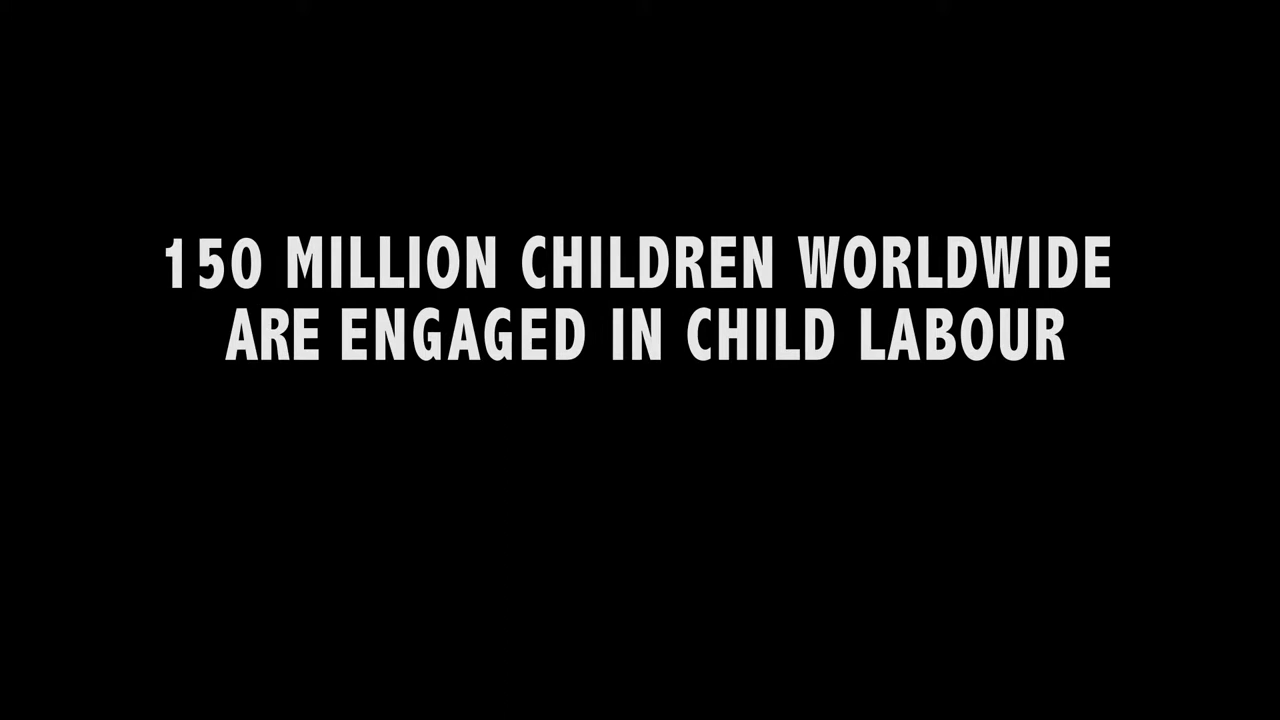 150 MILLION CHILDREN WORLDWIDE
ARE ENGAGED IN CHILD LABOUR